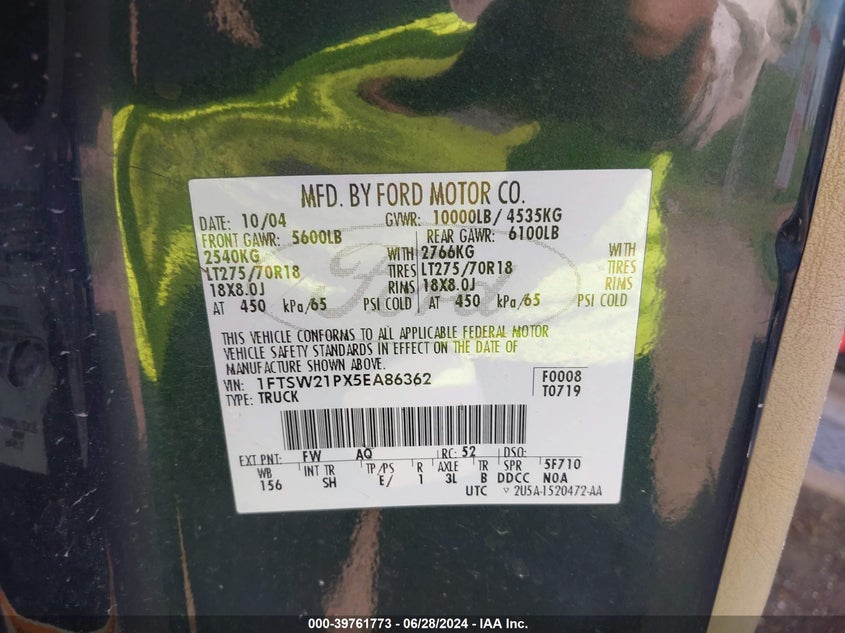 MFD. BY FORD MOTOR CO.
DATE: 10/04 GVWR: 10000LB/ 4535KG
FRONT GAWR: 5600LB REAR GAWR: 6100LB
2540KG WITH 2766KG WITH
LT275/70R18 TIRES LT275/70R18 TIRES
18X8.0J RIMS 18X8.0J RIMS
AT 450 kPa/65 PSI COLD AT 450 kPa/65 PSI COLD
Ford
THIS VEHICLE CONFORMS TO ALL APPLICABLE FEDERAL MOTOR
VEHICLE SAFETY STANDARDS IN EFFECT ON THE DATE OF
MANUFACTURE SHOWN ABOVE.
VIN: 1FTSW21PX5EA86362 F0008
TYPE: TRUCK T0719
EXT PNT: FW AQ RC: 52 DSO:
WB INT TR TP/PS R AXLE TR SPR 5F710
156 SH E/ 1 3L B DDCC NOA
UTC ▽ 2U5A-1520472-AA
000-39761773 - 06/28/2024 - IAA Inc.